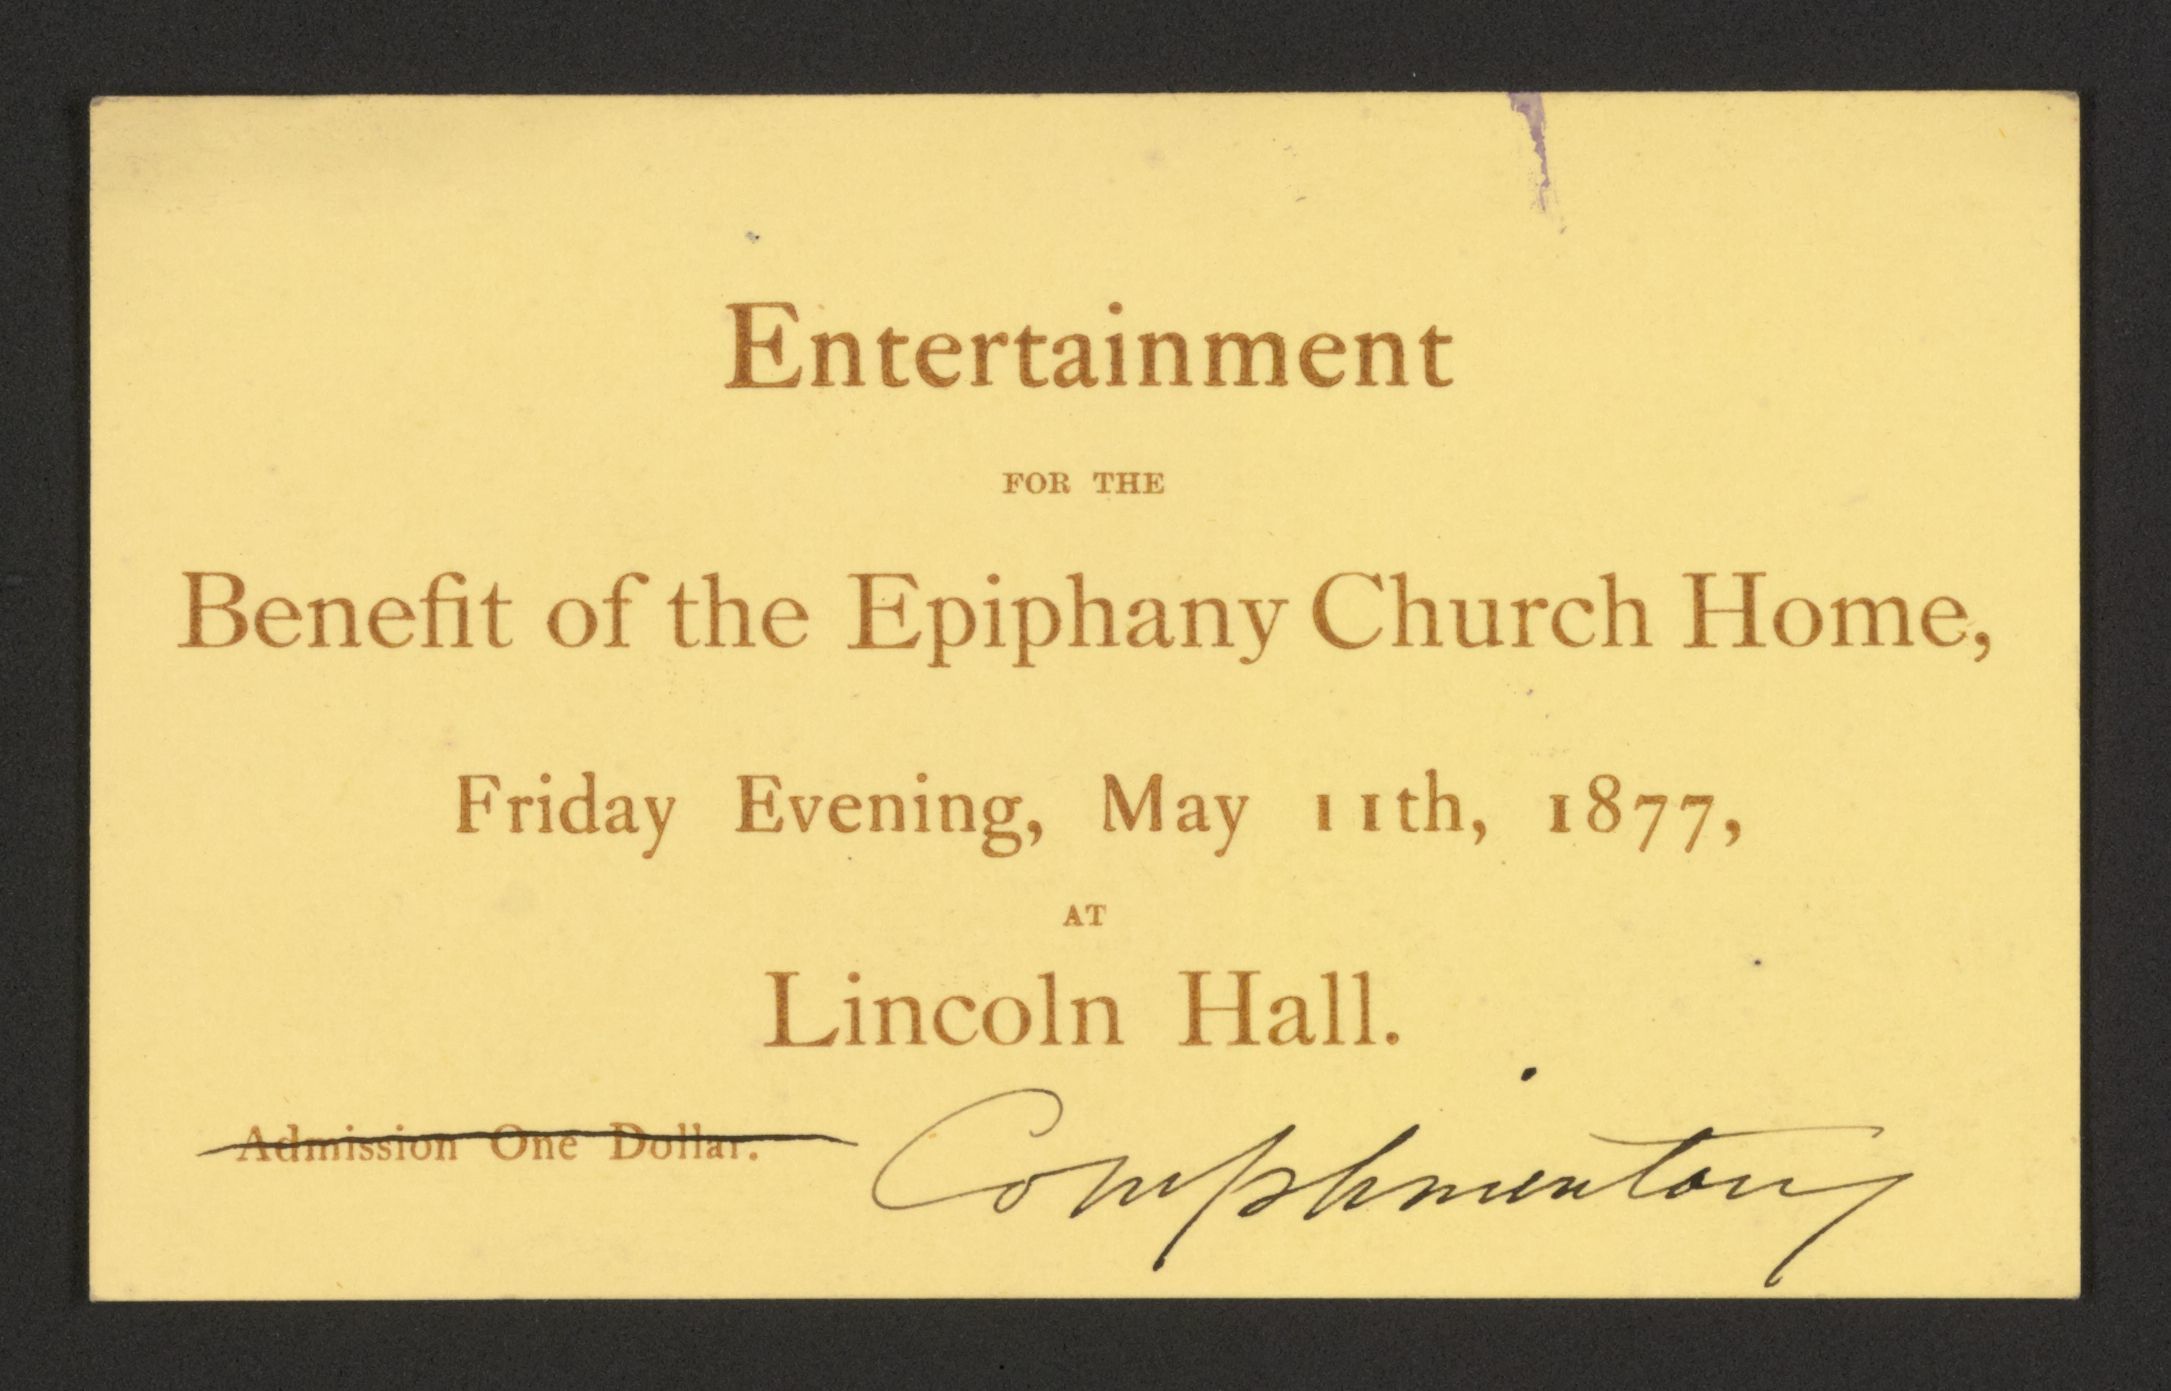 Entertainment
FOR THE
Benefit of the Epiphany Church Home,
Friday Evening, May 11th, 1877,
AT
Lincoln Hall.
Admission One Dollar.
Complimentary